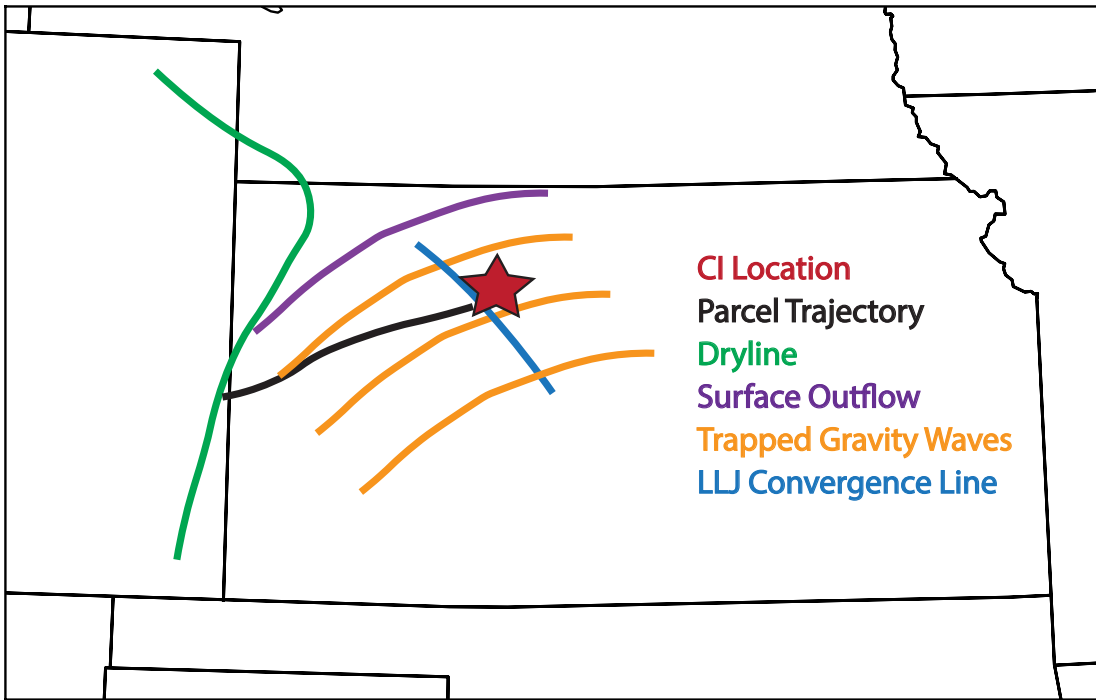 CI Location
Parcel Trajectory
Dryline
Surface Outflow
Trapped Gravity Waves
LLJ Convergence Line